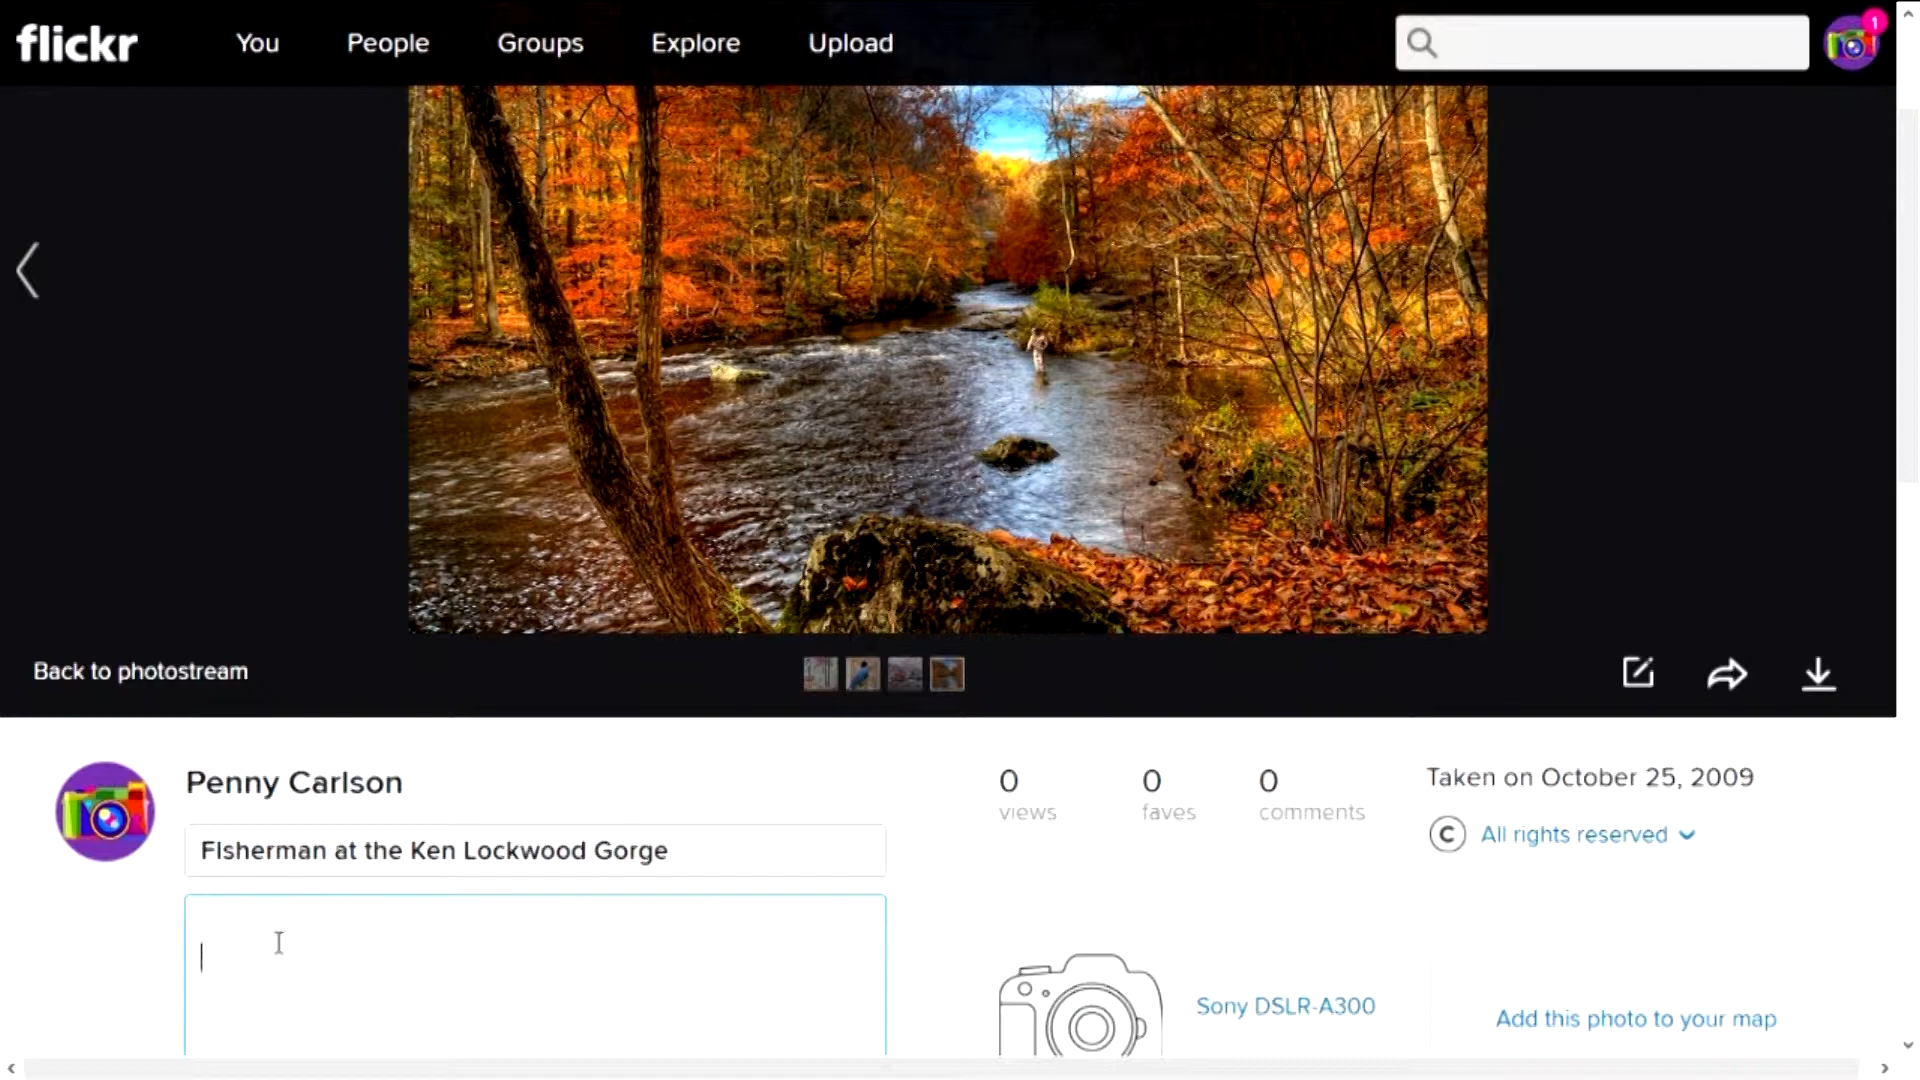 flickr You People Groups Explore Upload 1
Back to photostream
Penny Carlson
FIsherman at the Ken Lockwood Gorge
0 0 0
views faves comments
Taken on October 25, 2009
C All rights reserved
Sony DSLR-A300
Add this photo to your map